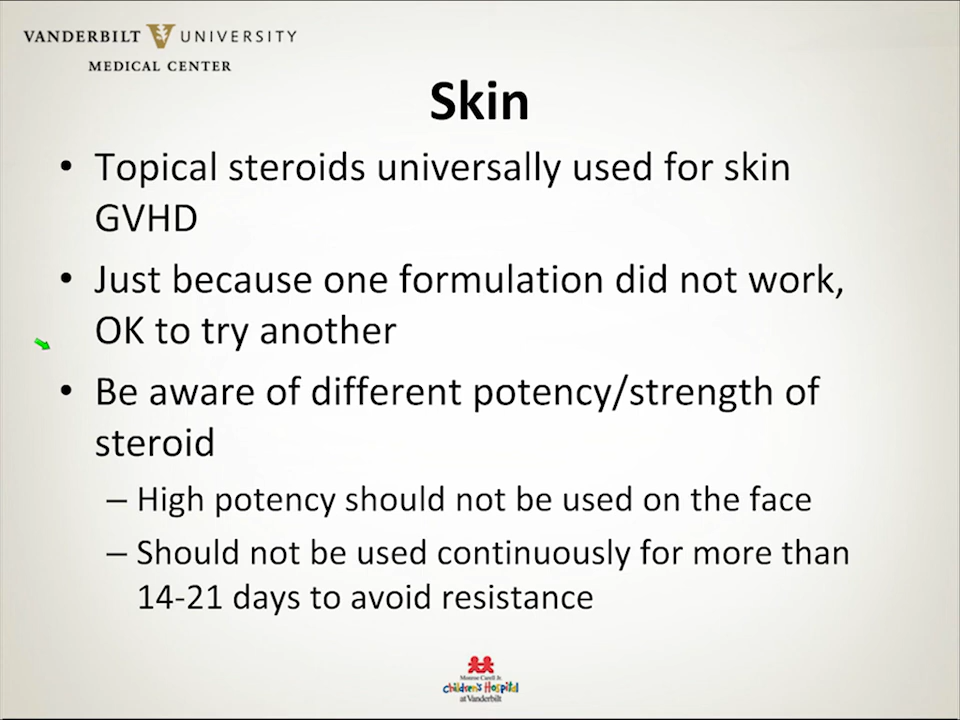 VANDERBILT UNIVERSITY
MEDICAL CENTER
Skin
• Topical steroids universally used for skin
GVHD
• Just because one formulation did not work,
OK to try another
• Be aware of different potency/strength of
steroid
– High potency should not be used on the face
– Should not be used continuously for more than
14-21 days to avoid resistance
Monroe Carell Jr.
Children's Hospital
at Vanderbilt